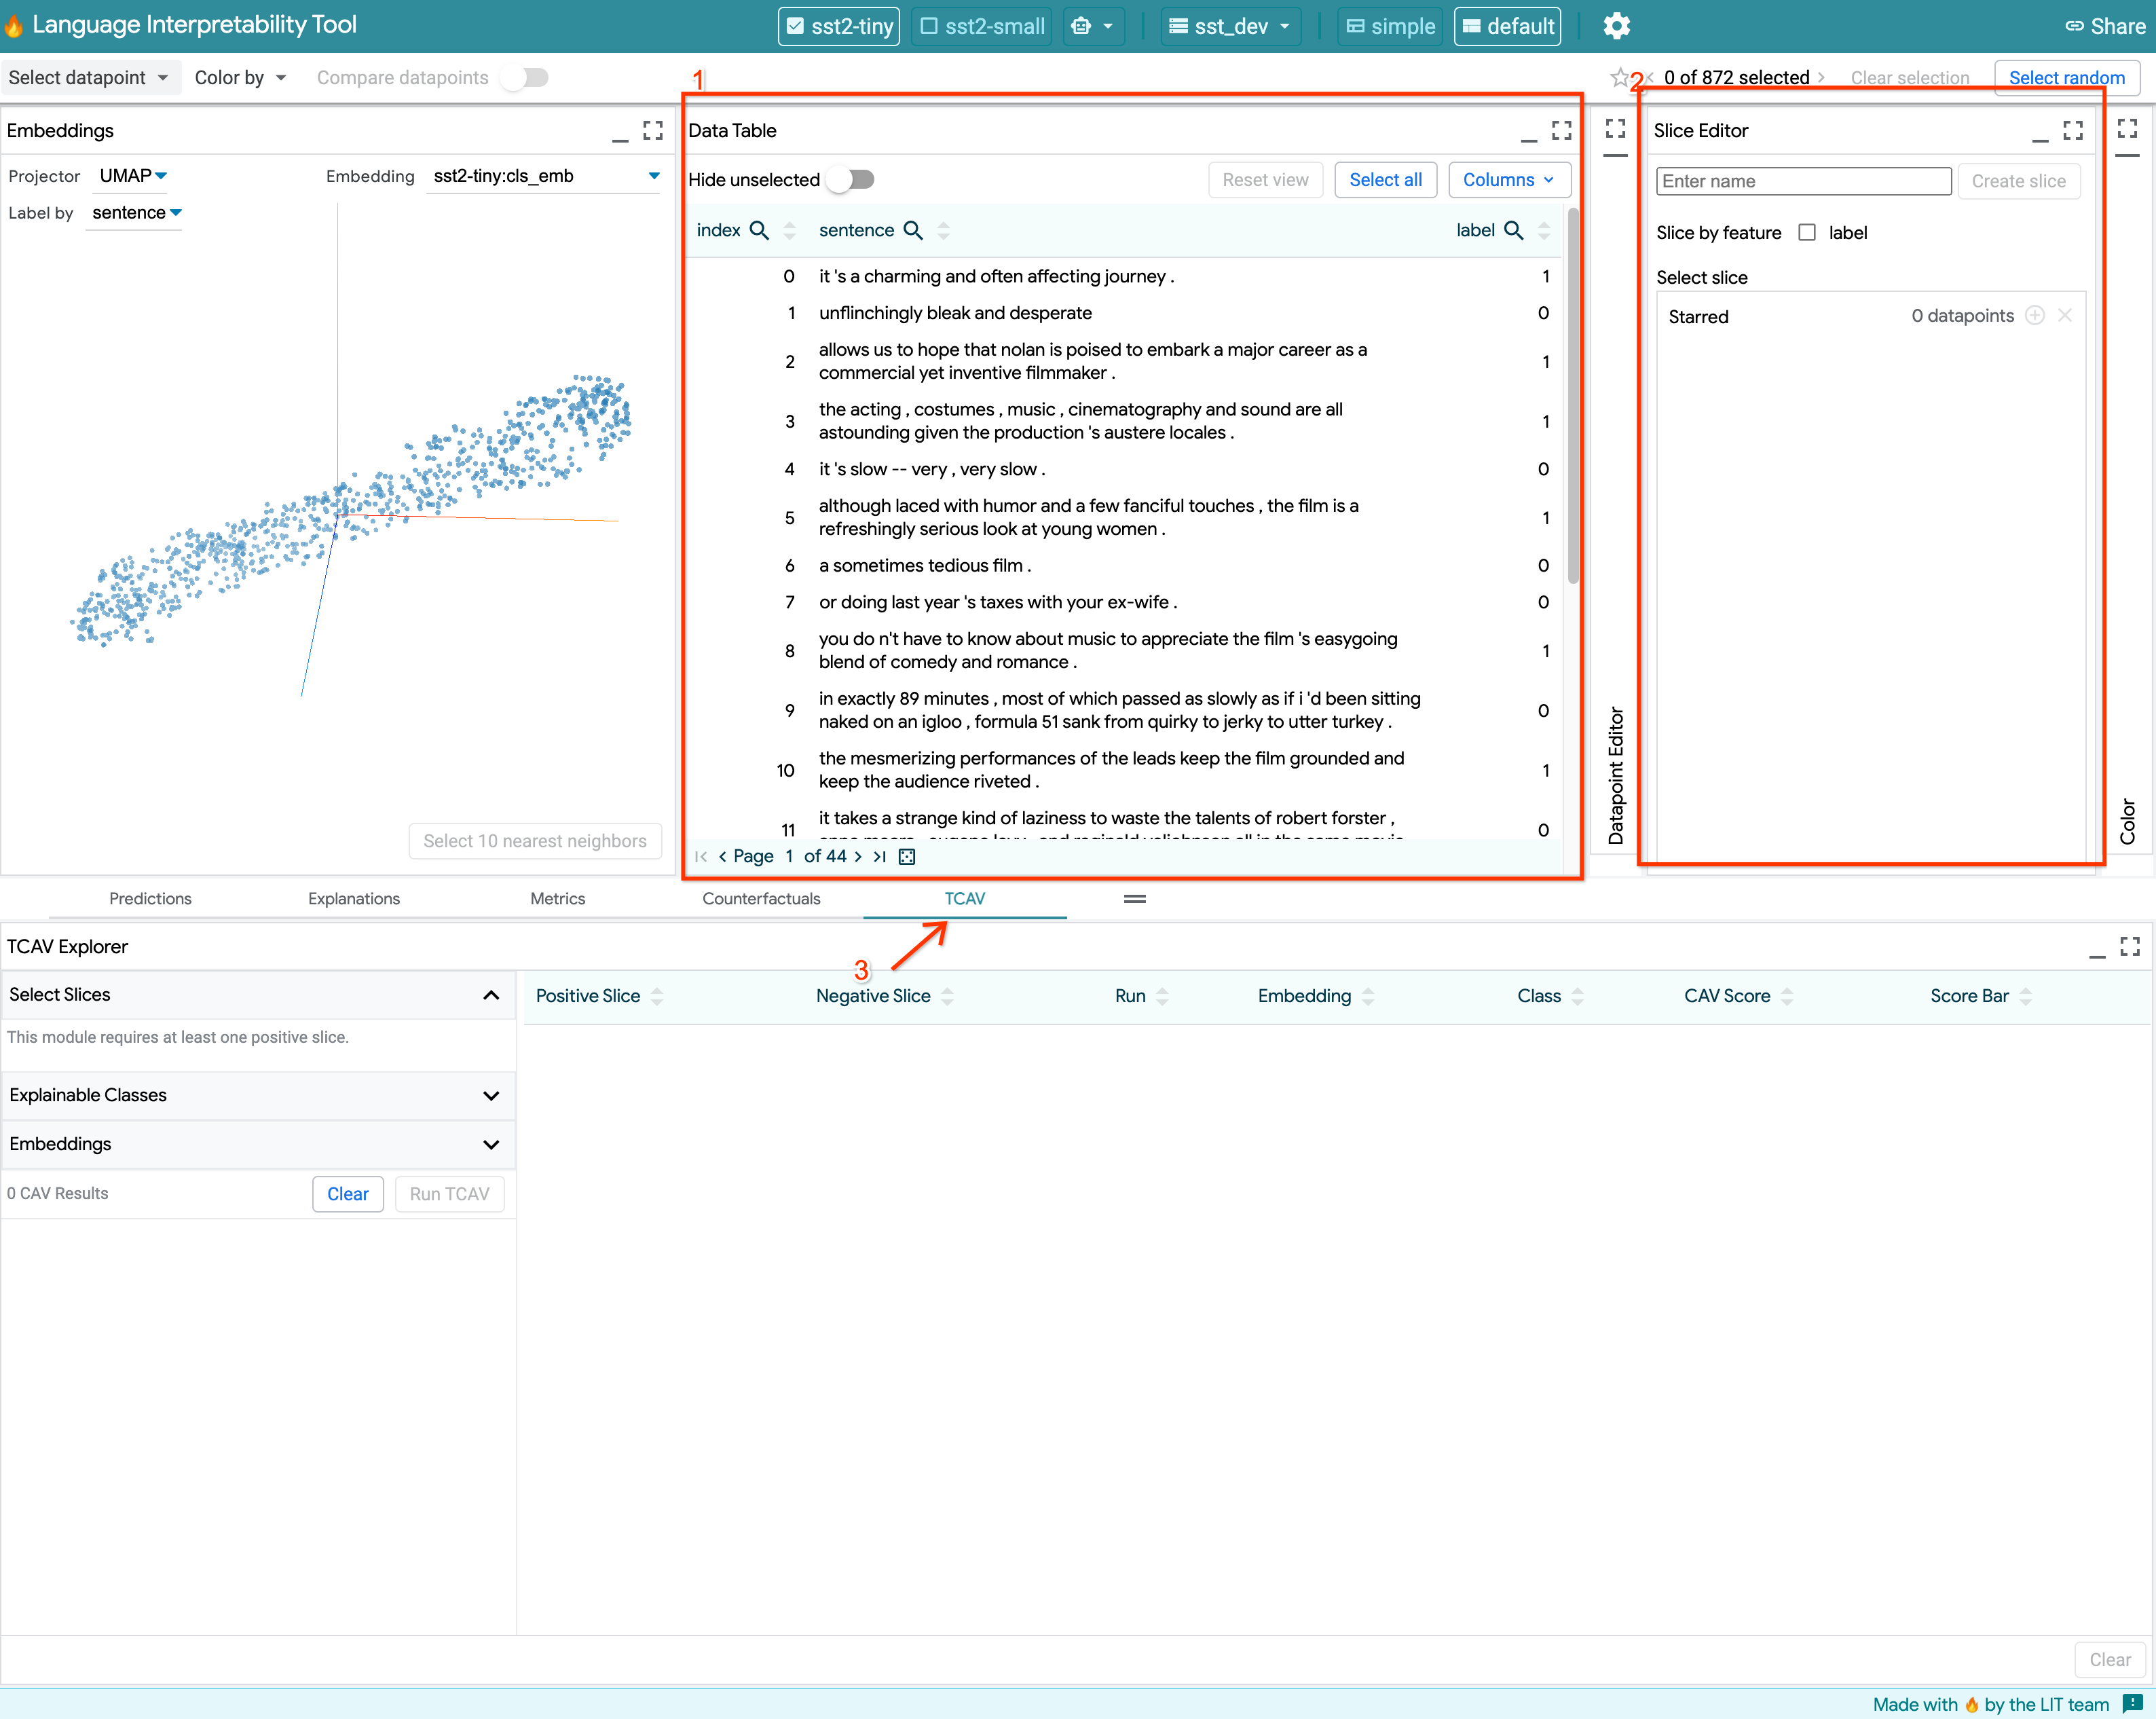 Language Interpretability Tool
sst2-tiny
sst2-small
sst_dev
simple
default
Share
Select datapoint
Color by
Compare datapoints
1
2
0 of 872 selected
Clear selection
Select random
Embeddings
Projector UMAP
Embedding sst2-tiny:cls_emb
Label by sentence
Select 10 nearest neighbors
Data Table
Hide unselected
Reset view
Select all
Columns
index sentence label
0 it 's a charming and often affecting journey . 1
1 unflinchingly bleak and desperate 0
allows us to hope that nolan is poised to embark a major career as a
2 commercial yet inventive filmmaker . 1
the acting , costumes , music , cinematography and sound are all
3 astounding given the production 's austere locales . 1
4 it 's slow -- very , very slow . 0
although laced with humor and a few fanciful touches , the film is a
5 refreshingly serious look at young women . 1
6 a sometimes tedious film . 0
7 or doing last year 's taxes with your ex-wife . 0
you do n't have to know about music to appreciate the film 's easygoing
8 blend of comedy and romance . 1
in exactly 89 minutes , most of which passed as slowly as if i 'd been sitting
9 naked on an igloo , formula 51 sank from quirky to jerky to utter turkey . 0
the mesmerizing performances of the leads keep the film grounded and
10 keep the audience riveted . 1
it takes a strange kind of laziness to waste the talents of robert forster ,
11 0
Page 1 of 44
Datapoint Editor
Slice Editor
Enter name
Create slice
Slice by feature label
Select slice
Starred 0 datapoints
Color
Predictions
Explanations
Metrics
Counterfactuals
TCAV
3
TCAV Explorer
Select Slices
This module requires at least one positive slice.
Explainable Classes
Embeddings
0 CAV Results
Clear
Run TCAV
Positive Slice
Negative Slice
Run
Embedding
Class
CAV Score
Score Bar
Clear
Made with 🔥 by the LIT team